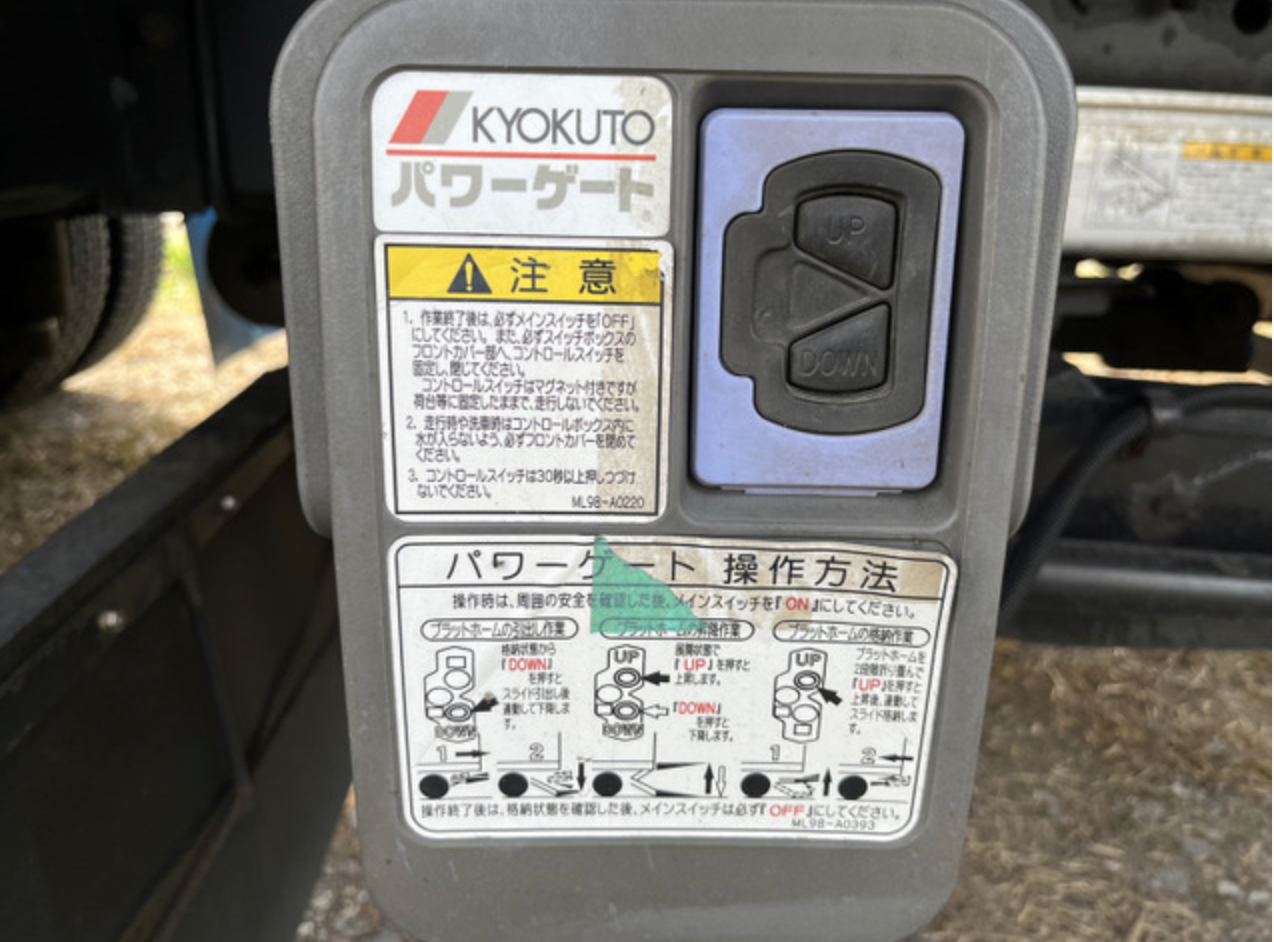 KYOKUTO
パワーゲート
注意
1. 作業終了後は、必ずメインスイッチを「OFF」
にしてください。また、必ずスイッチボックスの
フロントカバー部へ、コントロールスイッチを
固定し、閉じてください。
コントロールスイッチはマグネット付きですが
荷台等に固定したままで、走行しないでください。
2. 走行時や洗車時はコントロールボックス内に
水が入らないよう、必ずフロントカバーを閉めて
ください。
3. コントロールスイッチは30秒以上押しつづけ
ないでください。
ML98-A0220
UP
DOWN
パワーゲート 操作方法
操作時は、周囲の安全を確認した後、メインスイッチを『ON』にしてください。
プラットホームの引出し作業
格納状態から
『DOWN』
を押すと
スライド引出し後
連動して下降しま
す。
DOWN
1
2
プラットホームの昇降作業
UP
展開状態で
『UP』を押すと
上昇します。
『DOWN』
を押すと
下降します。
DOWN
プラットホームの格納作業
UP
プラットホームを
2段階折り畳んで
『UP』を押すと
上昇後、連動して
スライド格納しま
す。
1
2
操作終了後は、格納状態を確認した後、メインスイッチは必ず『OFF』にしてください。
ML98-A0393